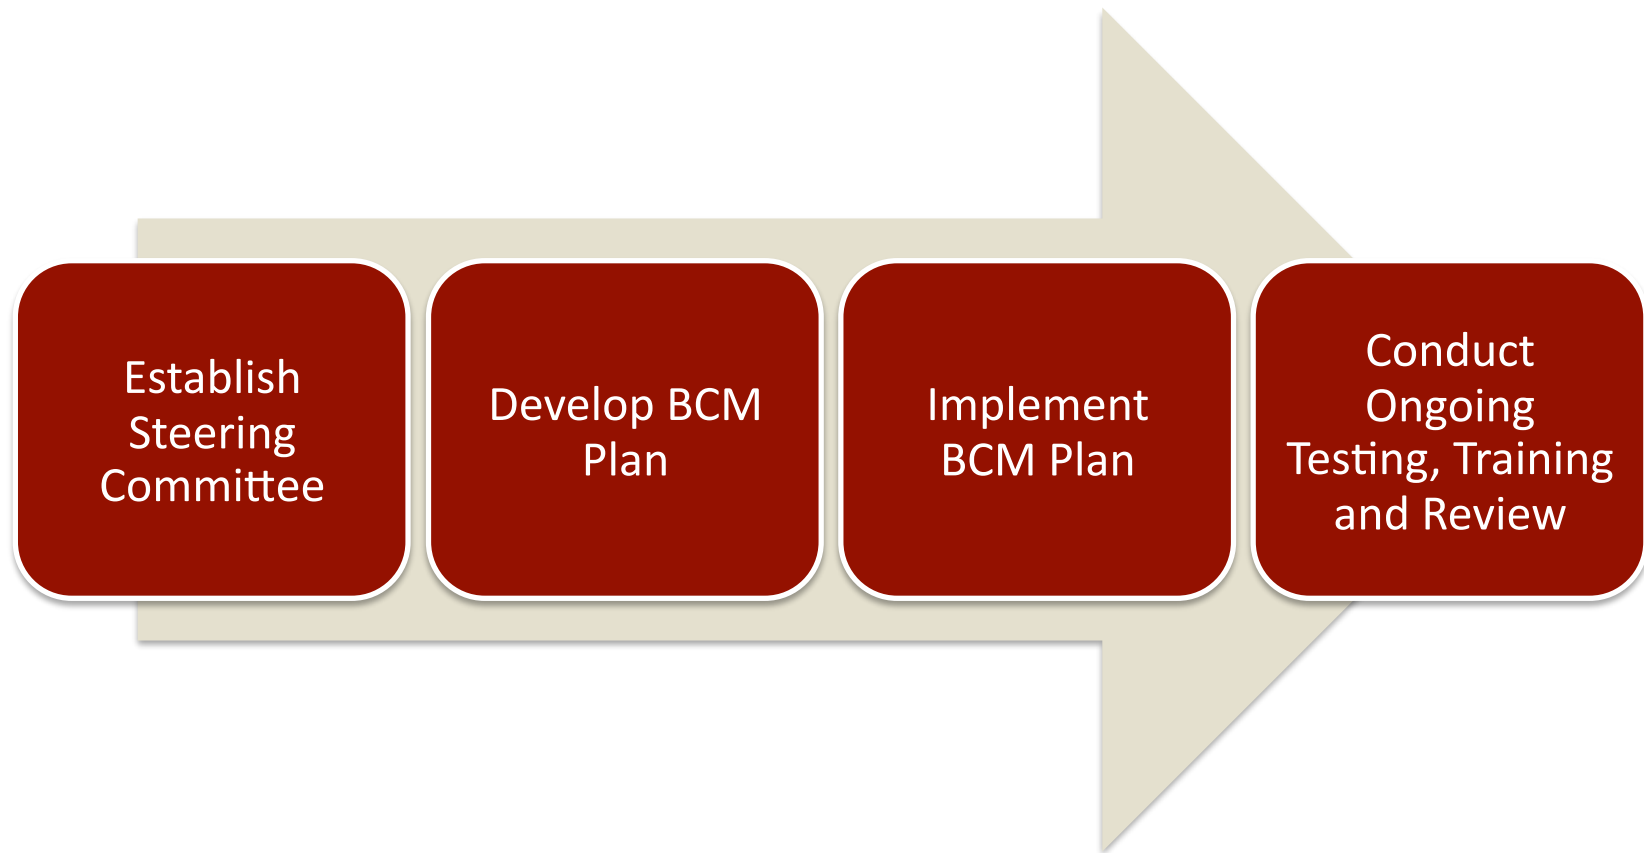 Establish
Steering
Committee
Develop BCM
Plan
Implement
BCM Plan
Conduct
Ongoing
Testing, Training
and Review